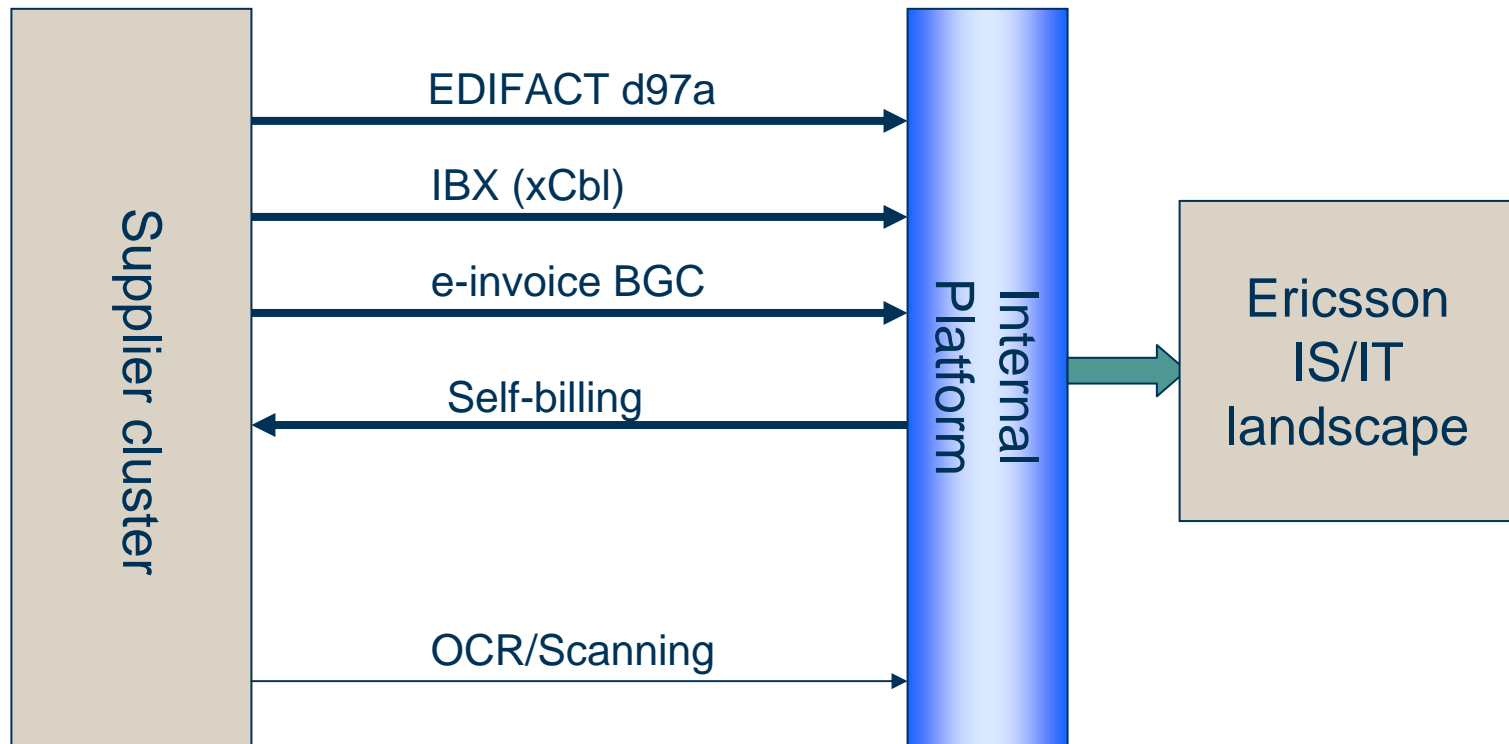 Supplier cluster
EDIFACT d97a
IBX (xCbl)
e-invoice BGC
Self-billing
OCR/Scanning
Internal
Platform
Ericsson
IS/IT
landscape